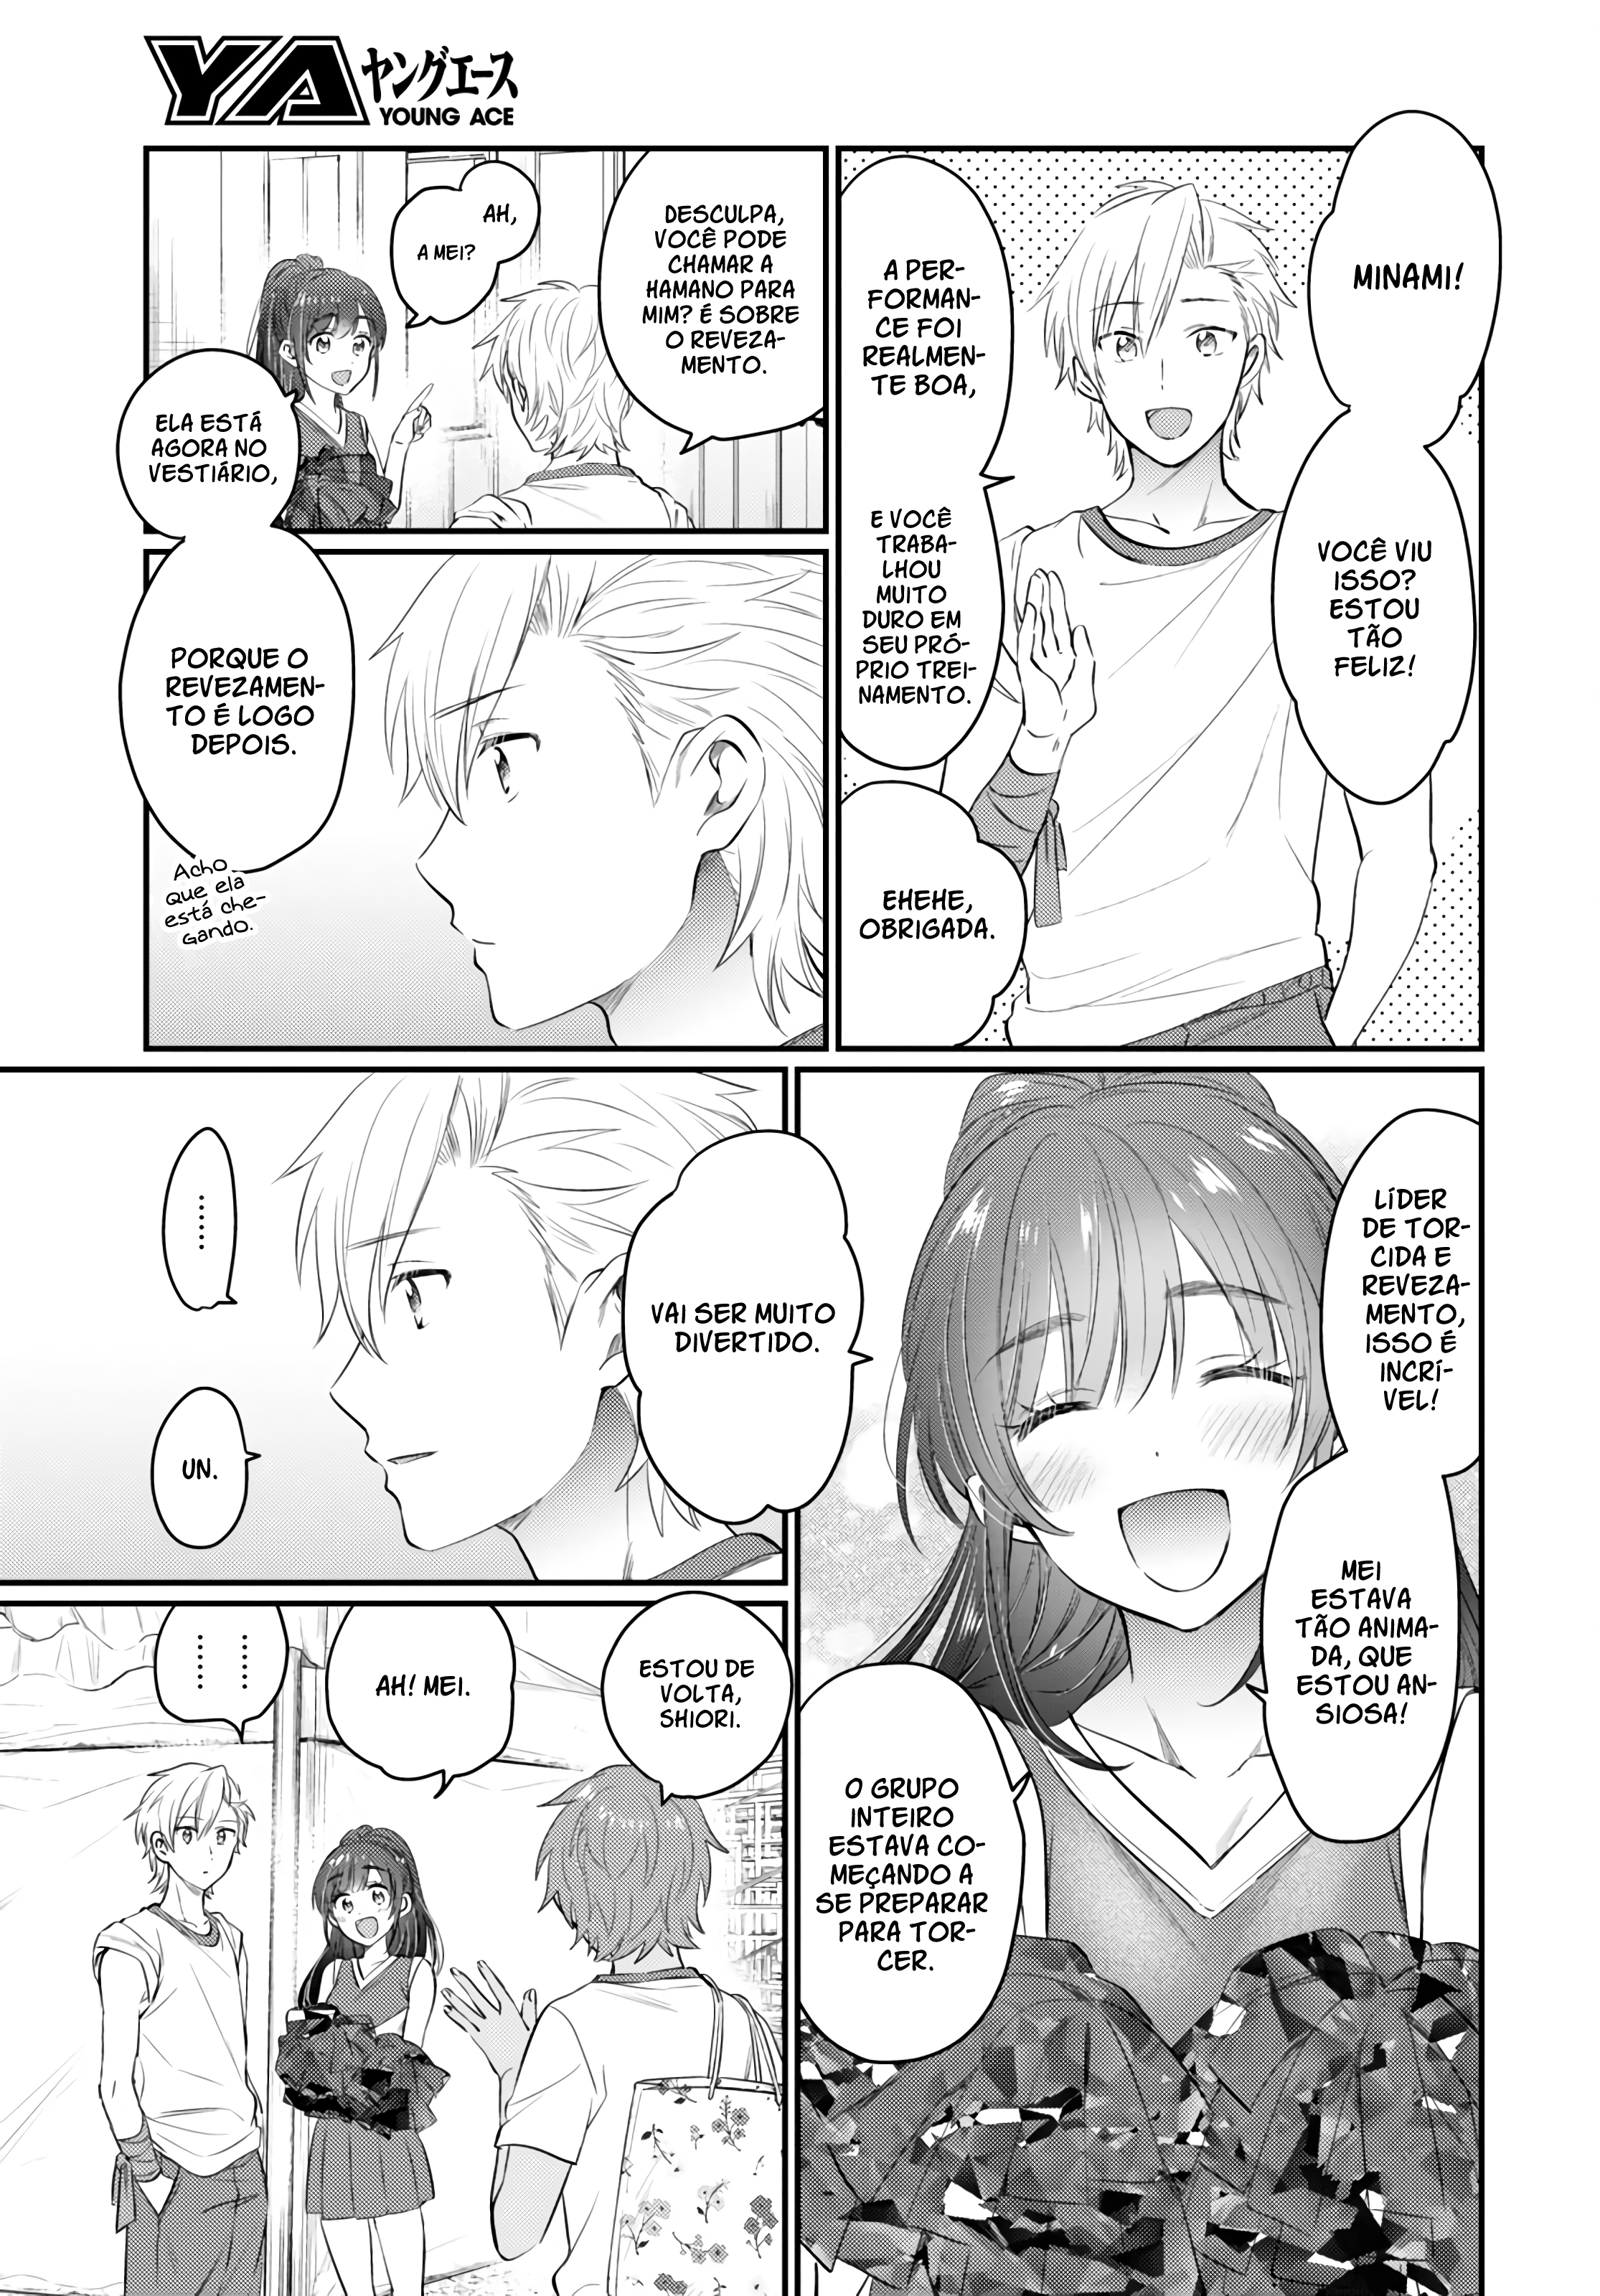 YA ヤングエース
YOUNG ACE
MINAMI!
VOCÊ VIU
ISSO?
ESTOU
TÃO
FELIZ!
A PER-
FORMAN-
CE FOI
REALMEN-
TE BOA,
E VOCÊ
TRABA-
LHOU
MUITO
DURO EM
SEU PRÓ-
PRIO TREI-
NAMENTO.
EHEHE,
OBRIGADA.
DESCULPA,
VOCÊ PODE
CHAMAR A
HAMANO PARA
MIM? É SOBRE
O REVEZA-
MENTO.
AH,
A MEI?
ELA ESTÁ
AGORA NO
VESTIÁRIO,
PORQUE O
REVEZAMEN-
TO É LOGO
DEPOIS.
Acho
que ela
está che-
gando.
LÍDER
DE TOR-
CIDA E
REVEZA-
MENTO,
ISSO É
INCRÍ-
VEL!
MEI
ESTAVA
TÃO ANIMA-
DA, QUE
ESTOU AN-
SIOSA!
O GRUPO
INTEIRO
ESTAVA CO-
MEÇANDO A
SE PREPARAR
PARA TOR-
CER.
VAI SER MUITO
DIVERTIDO.
......
UN.
ESTOU DE
VOLTA,
SHIORI.
AH! MEI.
......
......